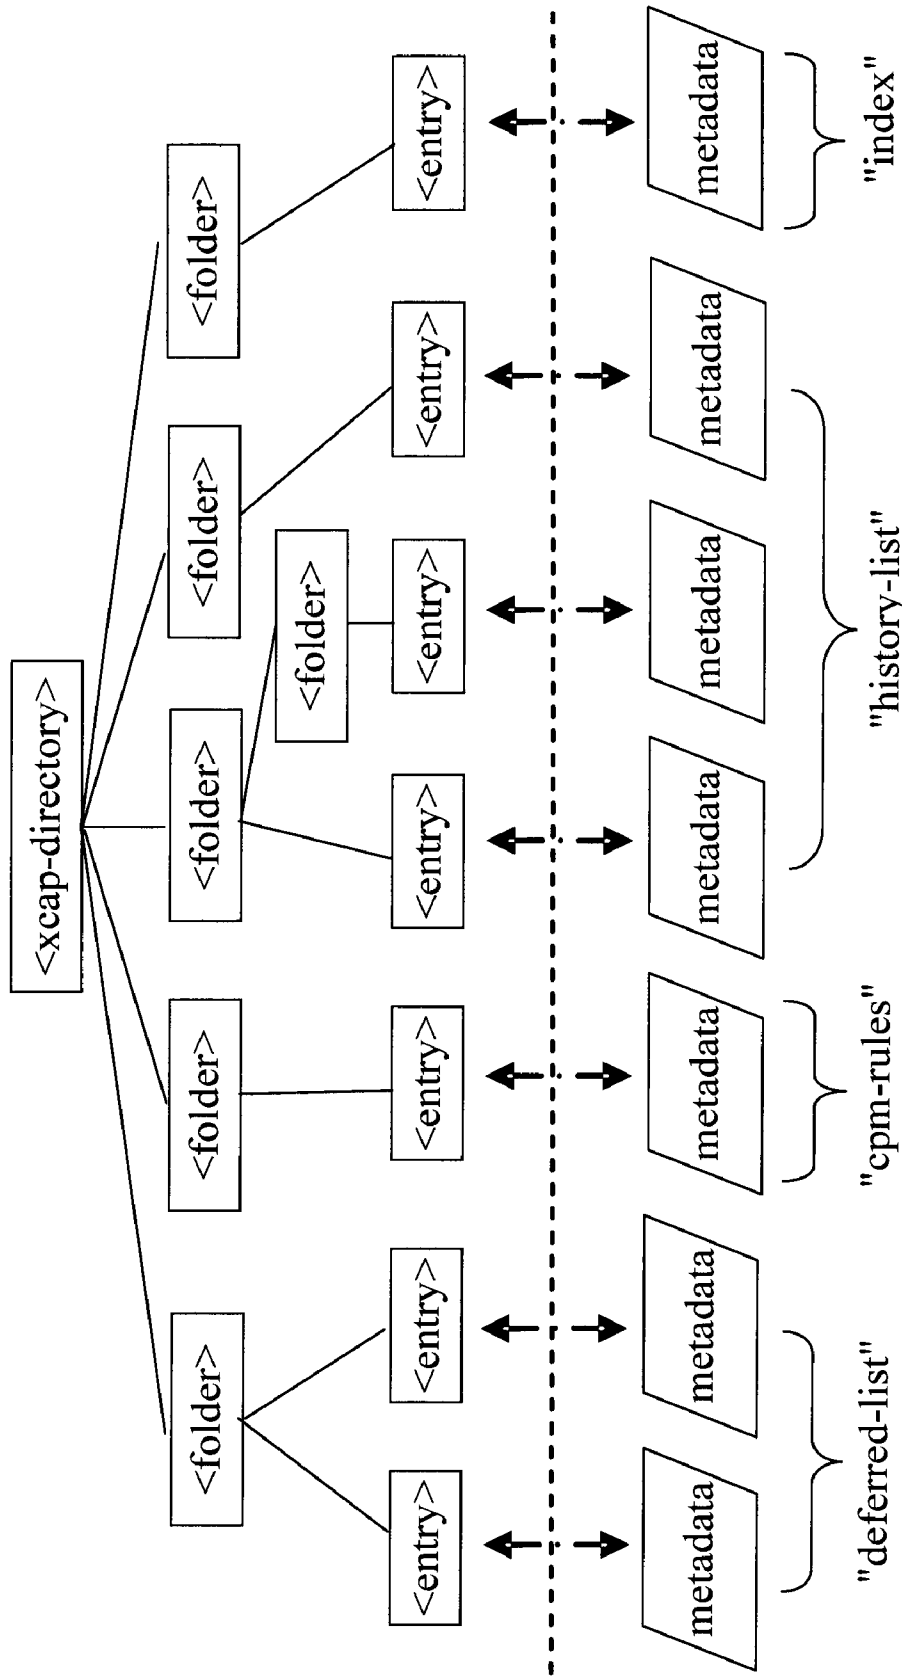 <xcap-directory>
<folder>
<folder>
<folder>
<folder>
<folder>
<folder>
<entry>
<entry>
<entry>
<entry>
<entry>
<entry>
<entry>
metadata
metadata
metadata
metadata
metadata
metadata
metadata
"deferred-list"
"cpm-rules"
"history-list"
"index"